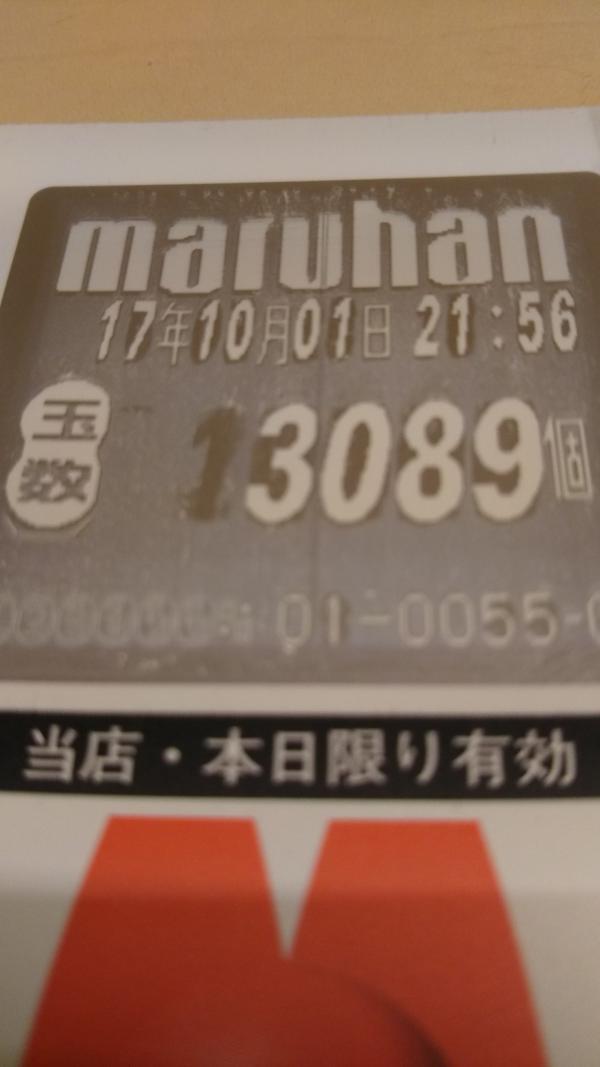 maruhan
17年10月01日 21:56
玉数 13089個
01-0055-
当店・本日限り有効